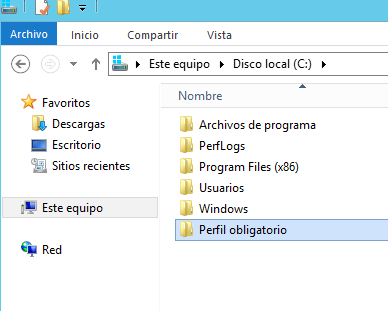 Archivo Inicio Compartir Vista
Este equipo Disco local (C:)
Nombre
Favoritos
Descargas
Escritorio
Sitios recientes
Este equipo
Red
Archivos de programa
PerfLogs
Program Files (x86)
Usuarios
Windows
Perfil obligatorio